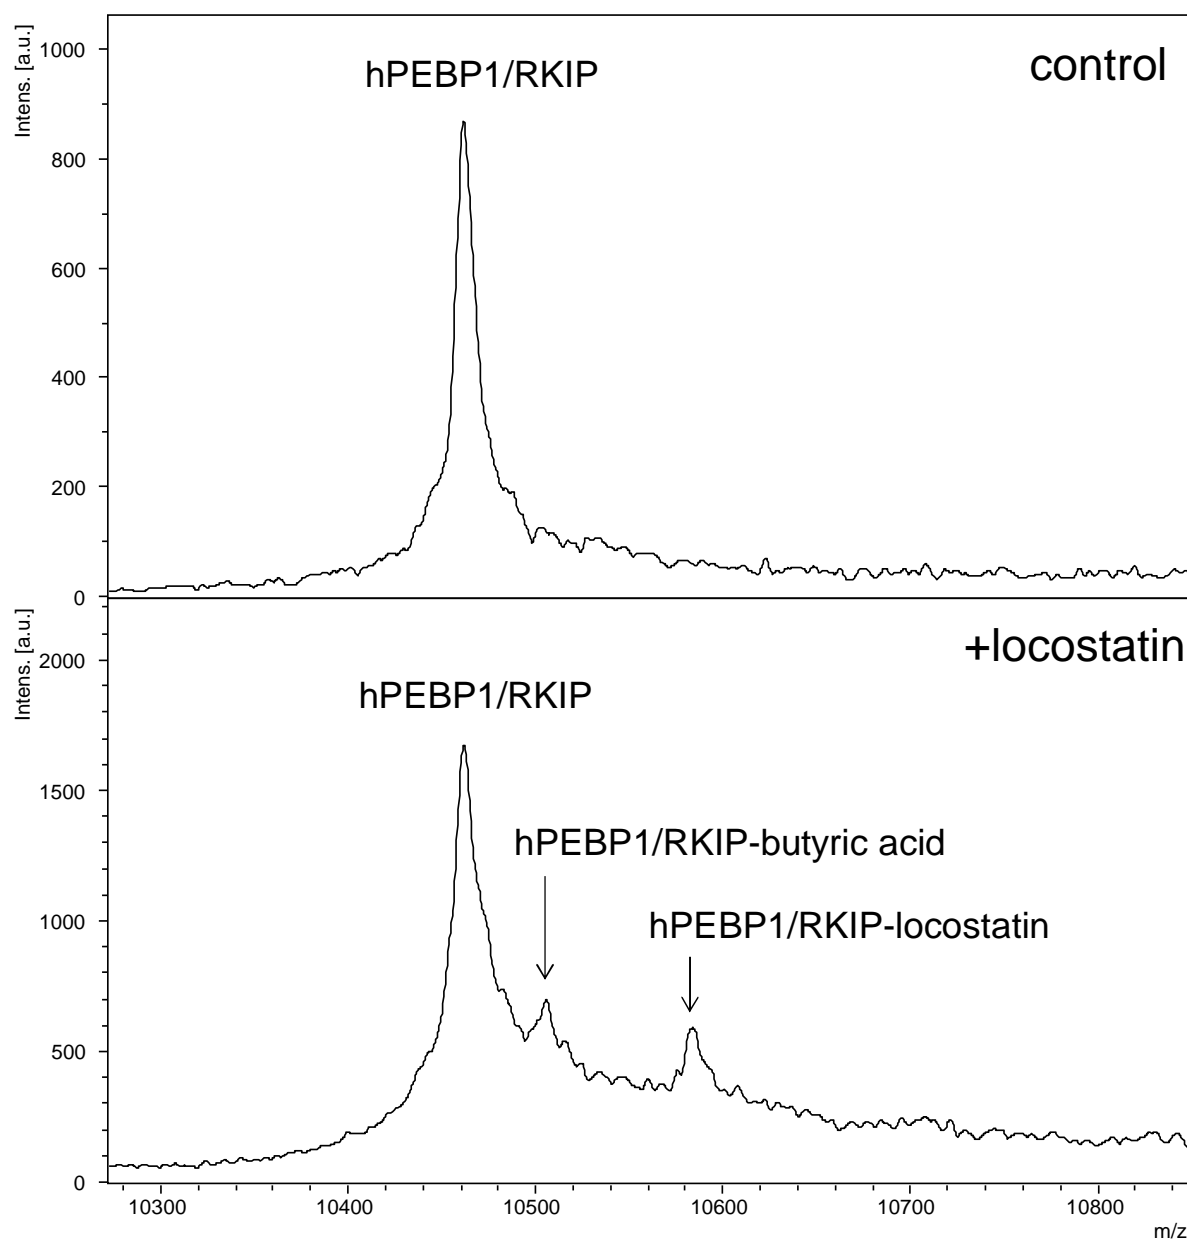 Intens. [a.u.]
1000
800
600
400
200
0
hPEBP1/RKIP
control
Intens. [a.u.]
2000
1500
1000
500
0
+locostatin
hPEBP1/RKIP
hPEBP1/RKIP-butyric acid
hPEBP1/RKIP-locostatin
10300 10400 10500 10600 10700 10800
m/z